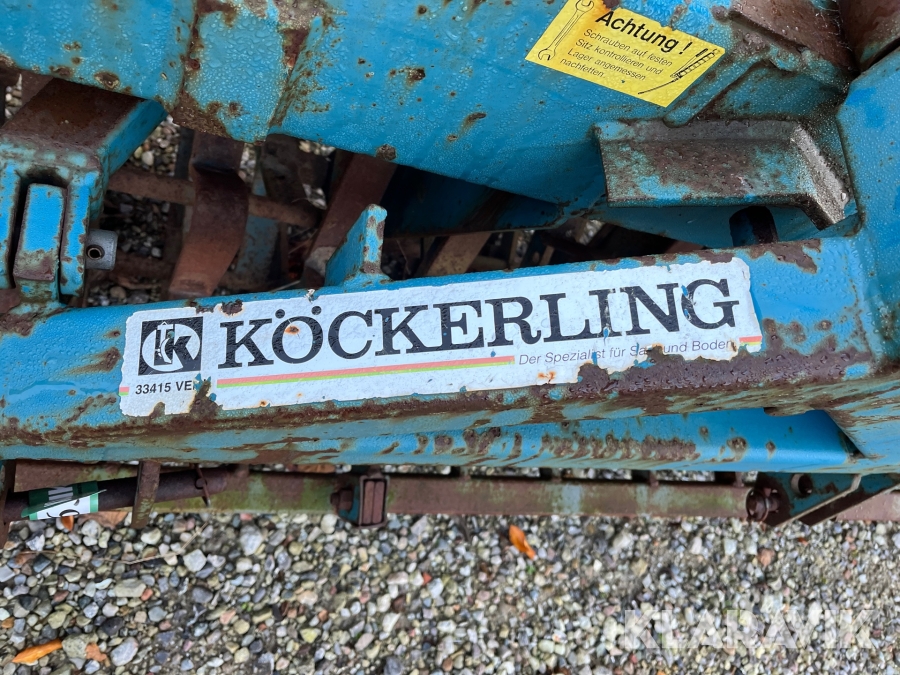 Achtung !
Schrauben auf festen
Sitz kontrollieren und
Lager angemessen
nachfetten.
KÖCKERLING
33415 VE
Der Spezialist für Saat und Boden
KLARAVIK